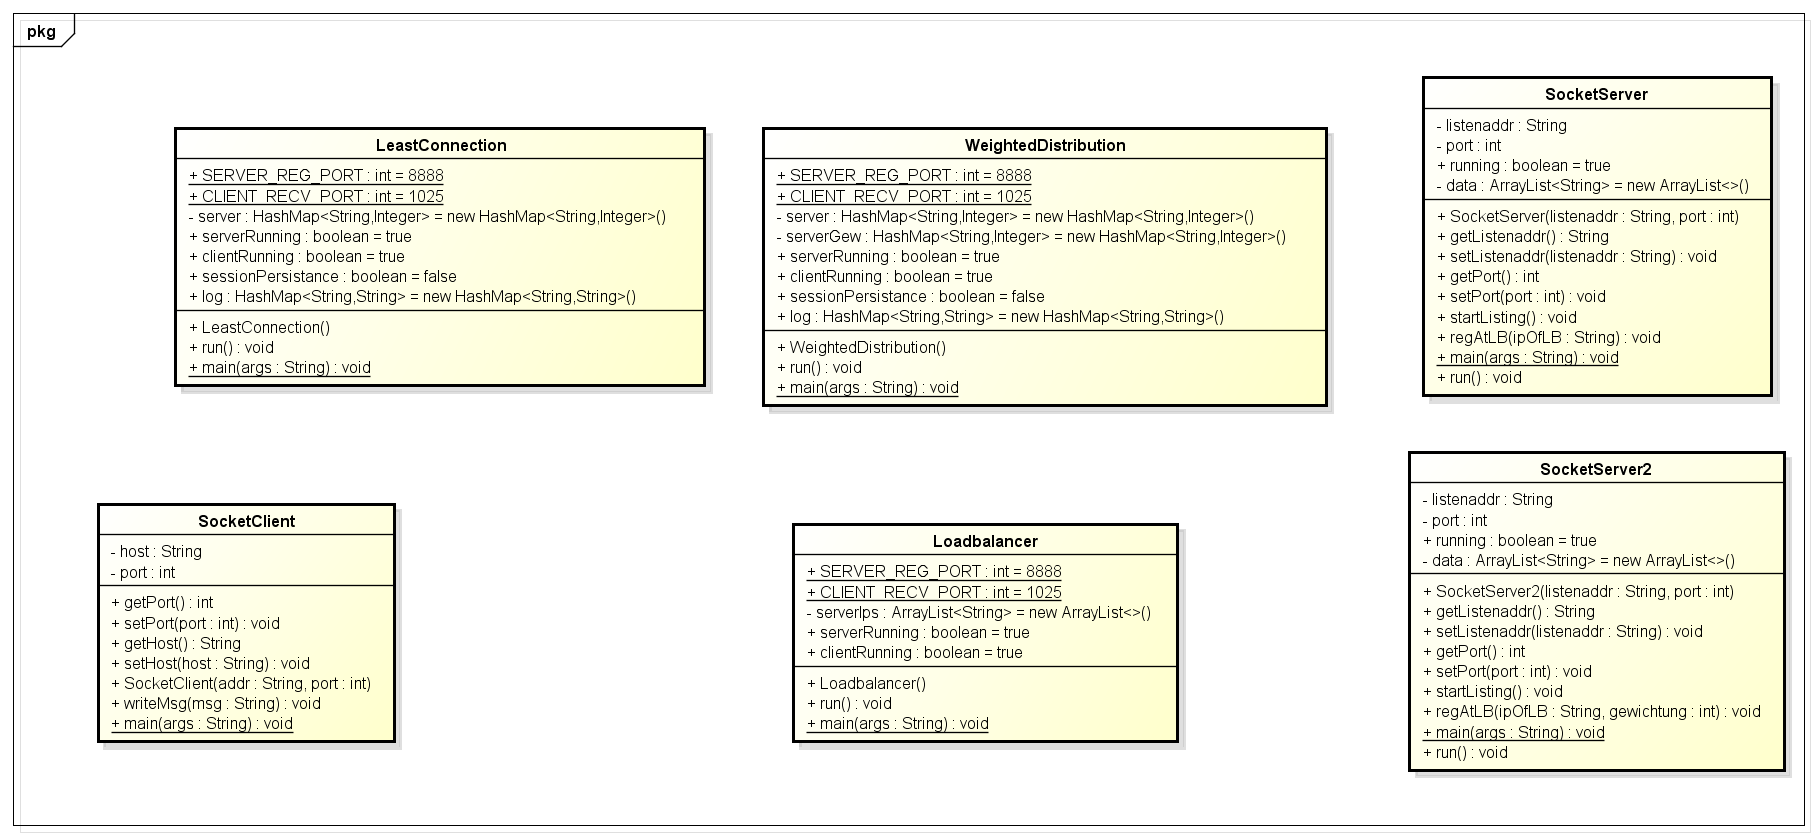 pkg
LeastConnection
+ SERVER_REG_PORT : int = 8888
+ CLIENT_RECV_PORT : int = 1025
- server : HashMap<String,Integer> = new HashMap<String,Integer>()
+ serverRunning : boolean = true
+ clientRunning : boolean = true
+ sessionPersistance : boolean = false
+ log : HashMap<String,String> = new HashMap<String,String>()
+ LeastConnection()
+ run() : void
+ main(args : String) : void
WeightedDistribution
+ SERVER_REG_PORT : int = 8888
+ CLIENT_RECV_PORT : int = 1025
- server : HashMap<String,Integer> = new HashMap<String,Integer>()
- serverGew : HashMap<String,Integer> = new HashMap<String,Integer>()
+ serverRunning : boolean = true
+ clientRunning : boolean = true
+ sessionPersistance : boolean = false
+ log : HashMap<String,String> = new HashMap<String,String>()
+ WeightedDistribution()
+ run() : void
+ main(args : String) : void
SocketServer
- listenaddr : String
- port : int
+ running : boolean = true
- data : ArrayList<String> = new ArrayList<>()
+ SocketServer(listenaddr : String, port : int)
+ getListenaddr() : String
+ setListenaddr(listenaddr : String) : void
+ getPort() : int
+ setPort(port : int) : void
+ startListing() : void
+ regAtLB(ipOfLB : String) : void
+ main(args : String) : void
+ run() : void
SocketClient
- host : String
- port : int
+ getPort() : int
+ setPort(port : int) : void
+ getHost() : String
+ setHost(host : String) : void
+ SocketClient(addr : String, port : int)
+ writeMsg(msg : String) : void
+ main(args : String) : void
Loadbalancer
+ SERVER_REG_PORT : int = 8888
+ CLIENT_RECV_PORT : int = 1025
- serverIps : ArrayList<String> = new ArrayList<>()
+ serverRunning : boolean = true
+ clientRunning : boolean = true
+ Loadbalancer()
+ run() : void
+ main(args : String) : void
SocketServer2
- listenaddr : String
- port : int
+ running : boolean = true
- data : ArrayList<String> = new ArrayList<>()
+ SocketServer2(listenaddr : String, port : int)
+ getListenaddr() : String
+ setListenaddr(listenaddr : String) : void
+ getPort() : int
+ setPort(port : int) : void
+ startListing() : void
+ regAtLB(ipOfLB : String, gewichtung : int) : void
+ main(args : String) : void
+ run() : void